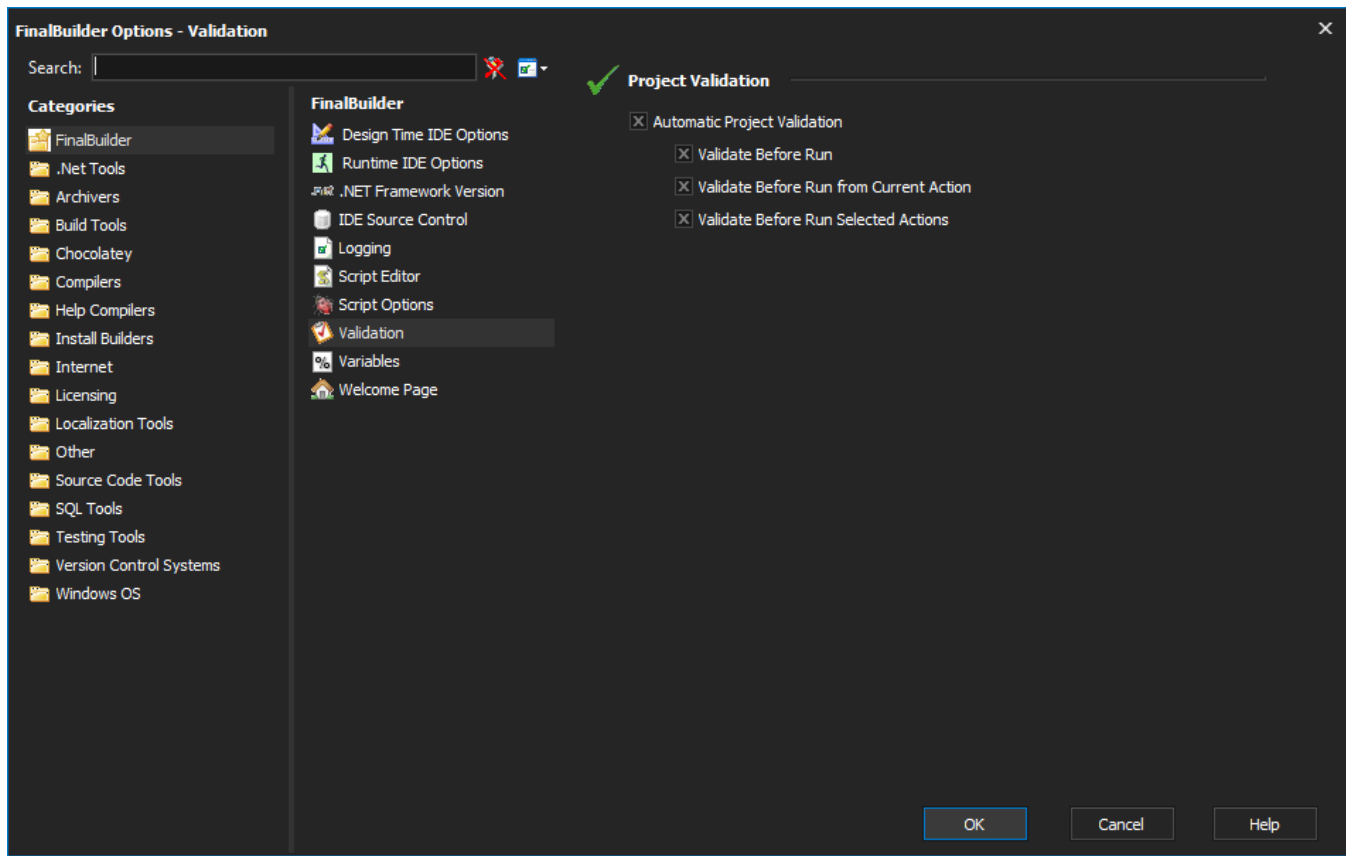 FinalBuilder Options - Validation
Search:
Categories
FinalBuilder
.Net Tools
Archivers
Build Tools
Chocolatey
Compilers
Help Compilers
Install Builders
Internet
Licensing
Localization Tools
Other
Source Code Tools
SQL Tools
Testing Tools
Version Control Systems
Windows OS
FinalBuilder
Design Time IDE Options
Runtime IDE Options
.NET Framework Version
IDE Source Control
Logging
Script Editor
Script Options
Validation
Variables
Welcome Page
Project Validation
Automatic Project Validation
Validate Before Run
Validate Before Run from Current Action
Validate Before Run Selected Actions
OK
Cancel
Help